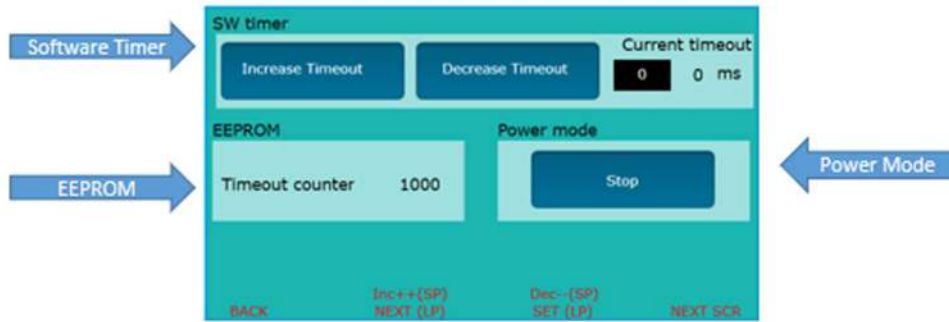 SW timer
Software Timer
Current timeout
Increase Timeout
Decrease Timeout
0
0 ms
EEPROM
Power mode
Timeout counter 1000
Stop
EEPROM
Power Mode
Inc++(SP)
Dec--(SP)
BACK
NEXT (LP)
SET (LP)
NEXT SCR